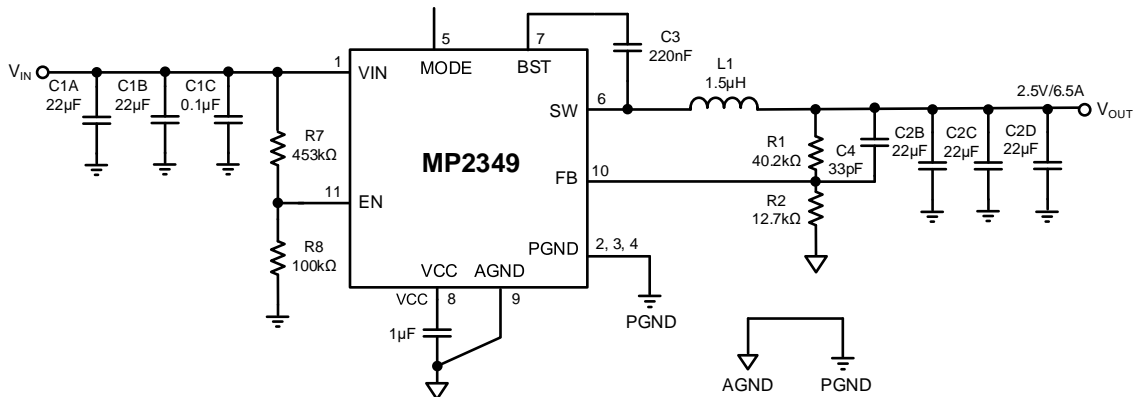 5
7
C3
220nF
V_IN
C1A
22µF
C1B
22µF
C1C
0.1µF
1
VIN
MODE
BST
L1
1.5µH
SW
6
2.5V/6.5A
V_OUT
R7
453kΩ
MP2349
R1
40.2kΩ
C4
33pF
C2B
22µF
C2C
22µF
C2D
22µF
11
EN
FB
10
R2
12.7kΩ
R8
100kΩ
PGND
2, 3, 4
VCC
AGND
VCC
8
9
1µF
PGND
AGND
PGND